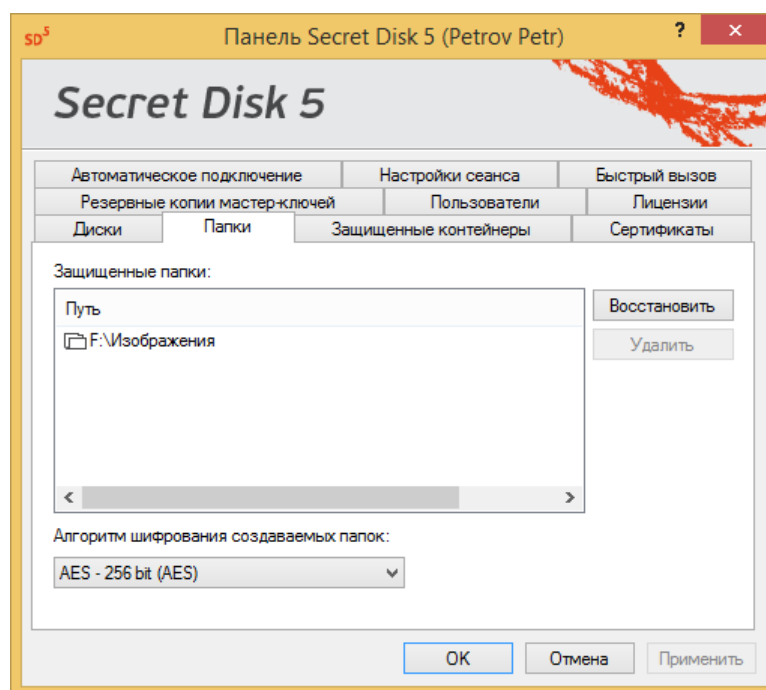 SD5
Панель Secret Disk 5 (Petrov Petr)
?
Secret Disk 5
Автоматическое подключение
Настройки сеанса
Быстрый вызов
Резервные копии мастер-ключей
Пользователи
Лицензии
Диски
Папки
Защищенные контейнеры
Сертификаты
Защищенные папки:
Путь
Восстановить
F:\Изображения
Удалить
Алгоритм шифрования создаваемых папок:
AES - 256 bit (AES)
OK
Отмена
Применить